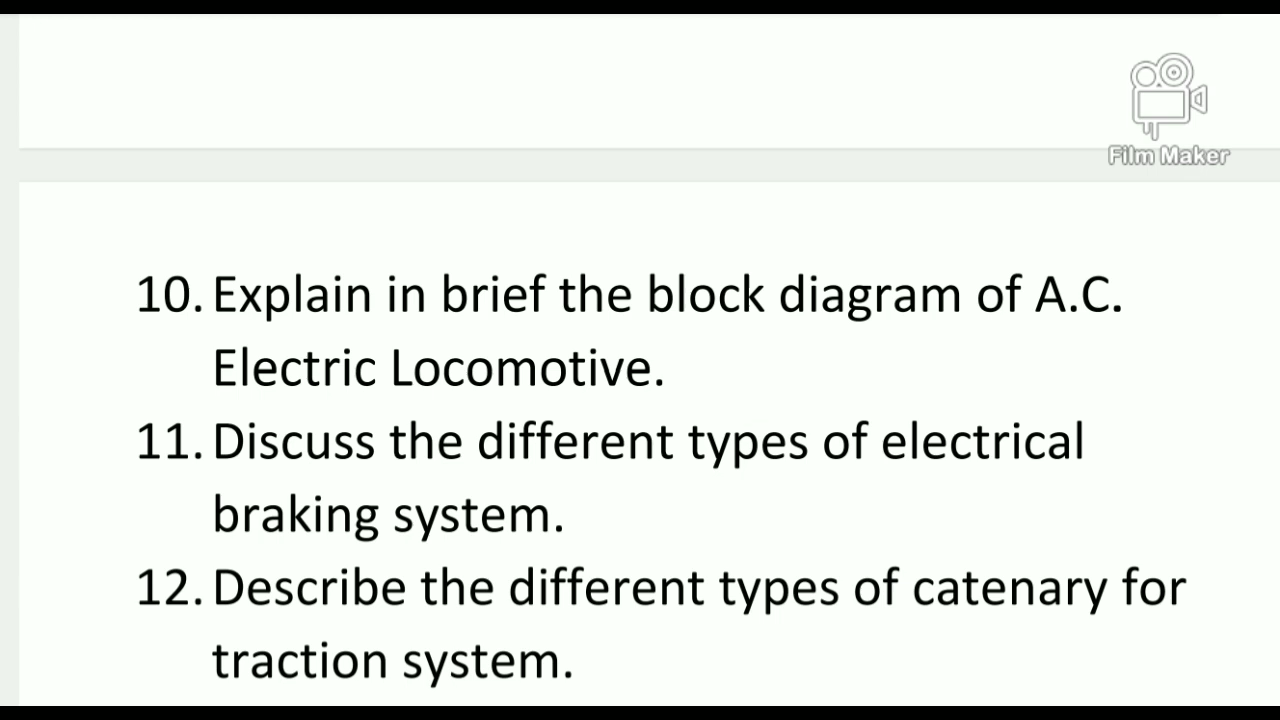 Film Maker
10. Explain in brief the block diagram of A.C.
Electric Locomotive.
11. Discuss the different types of electrical
braking system.
12. Describe the different types of catenary for
traction system.